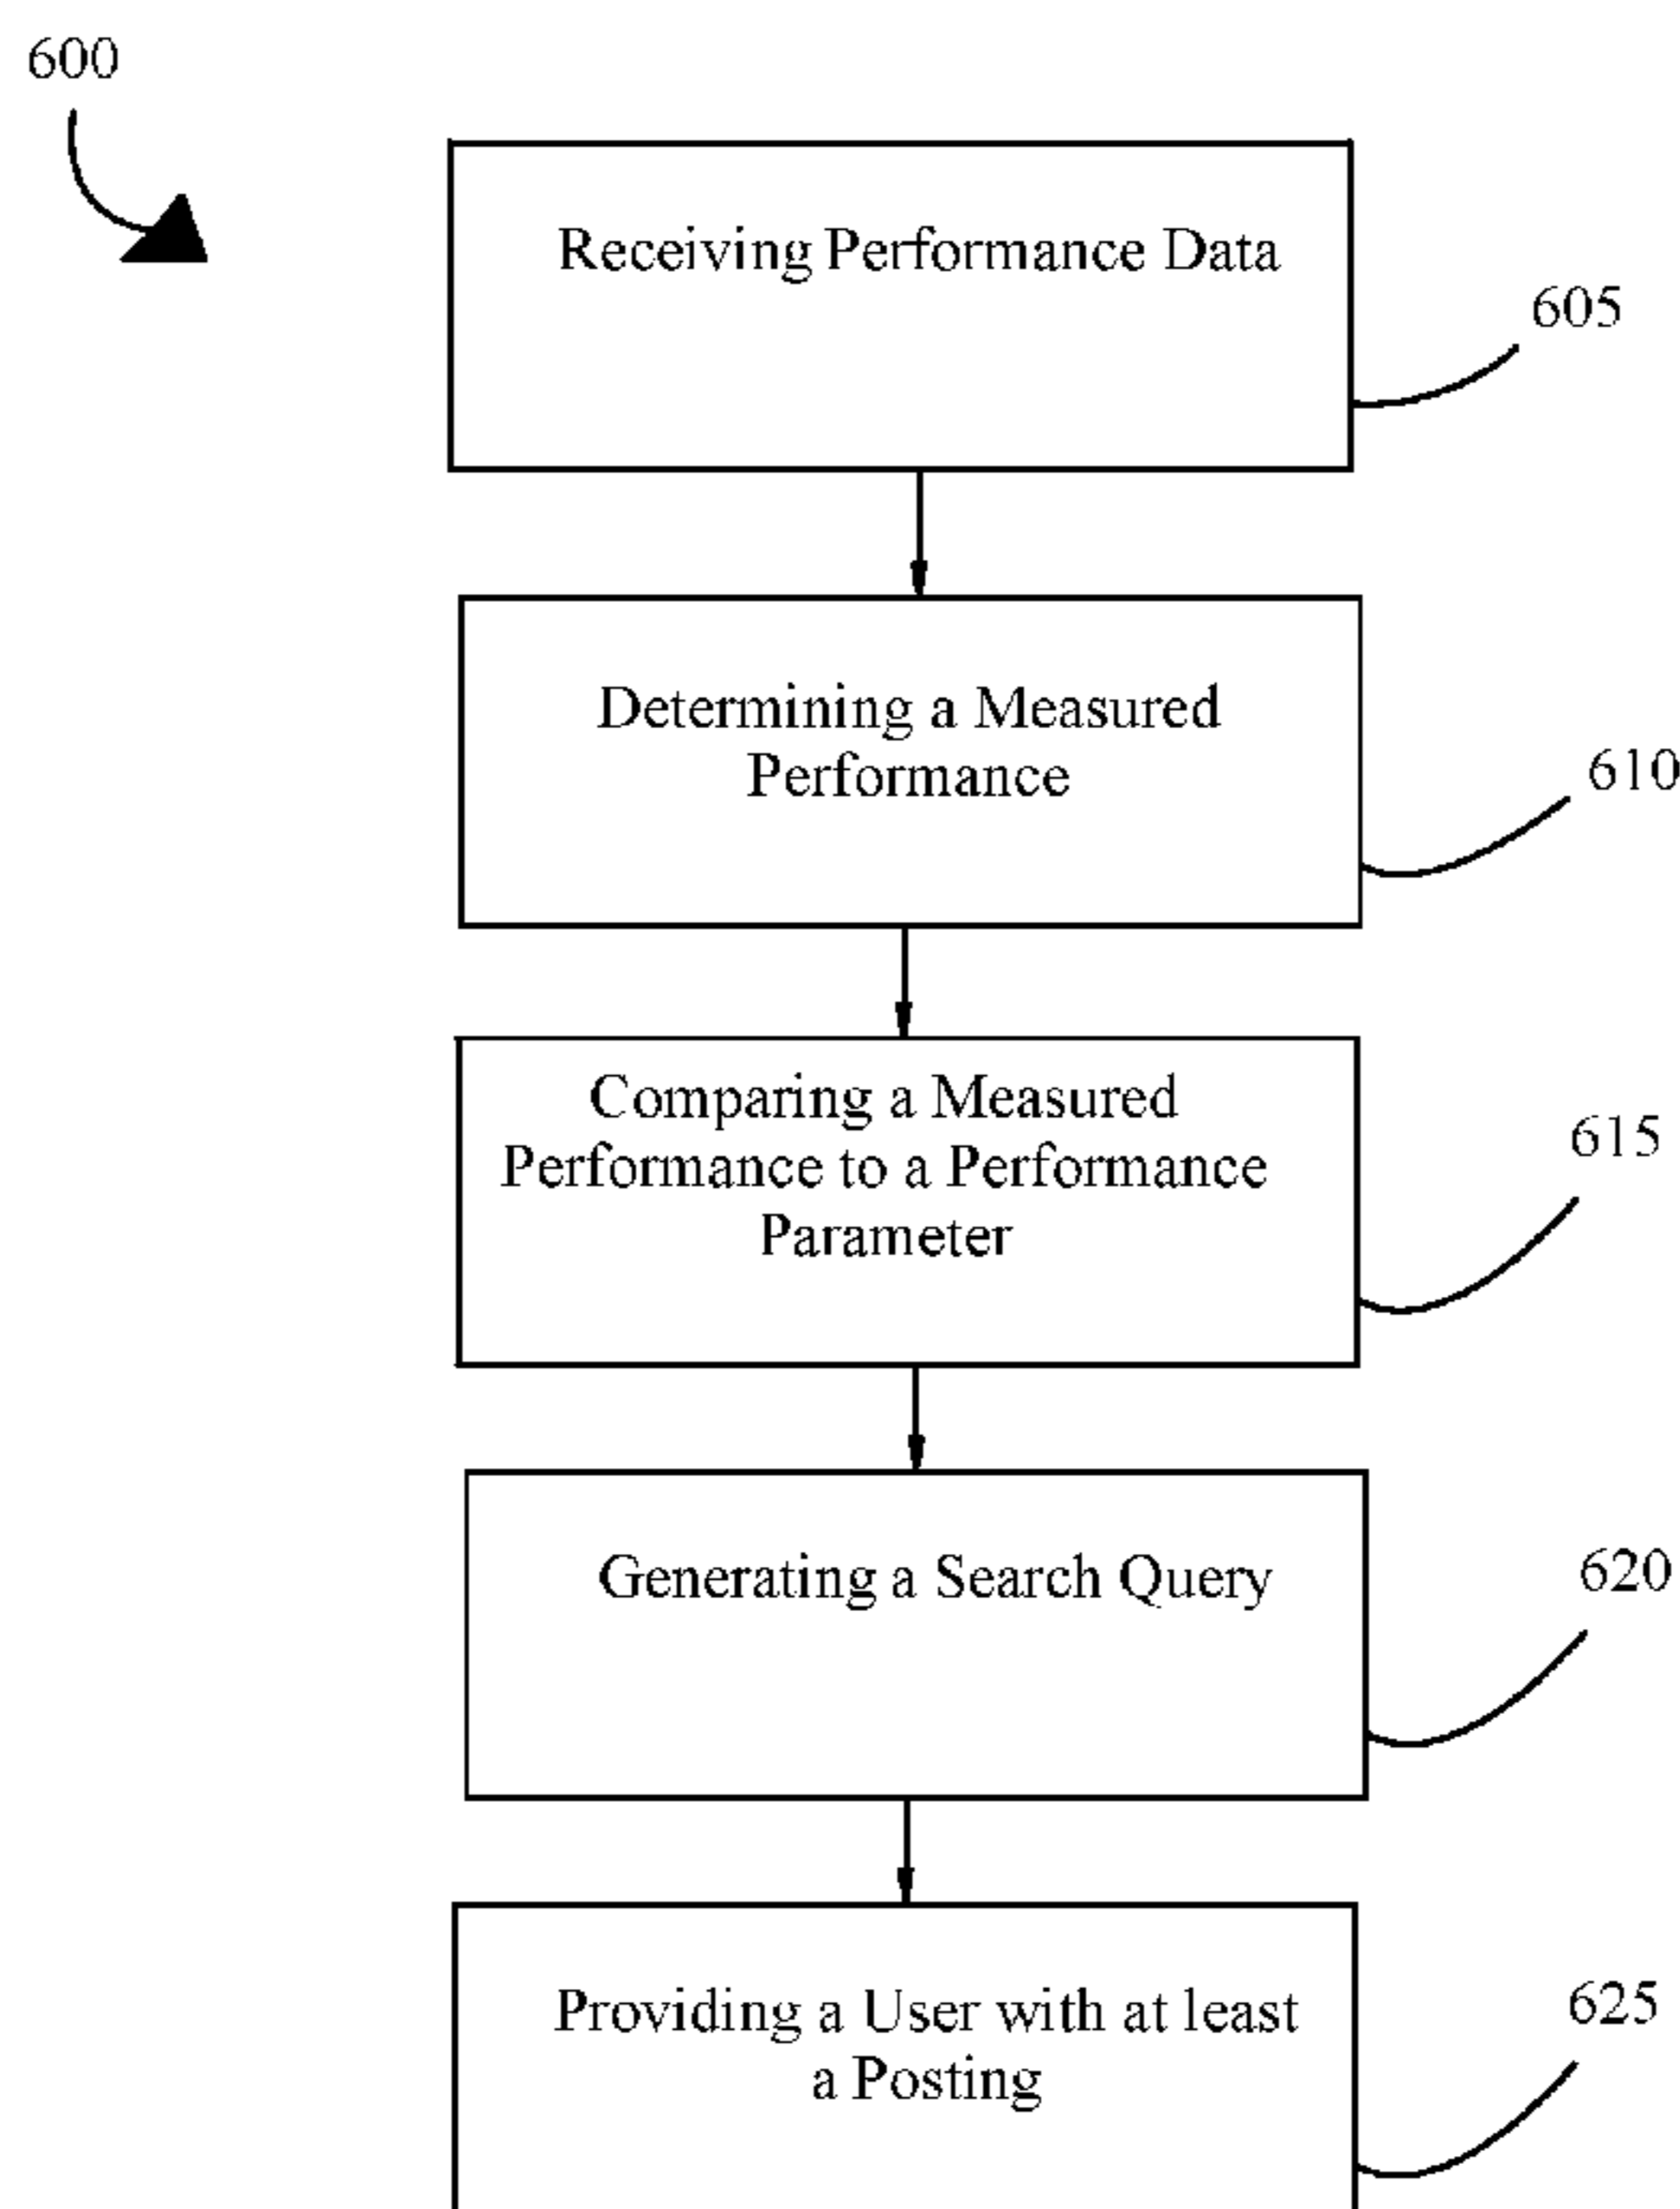 600
Receiving Performance Data
605
Determining a Measured
Performance
610
Comparing a Measured
Performance to a Performance
Parameter
615
Generating a Search Query
620
Providing a User with at least
a Posting
625